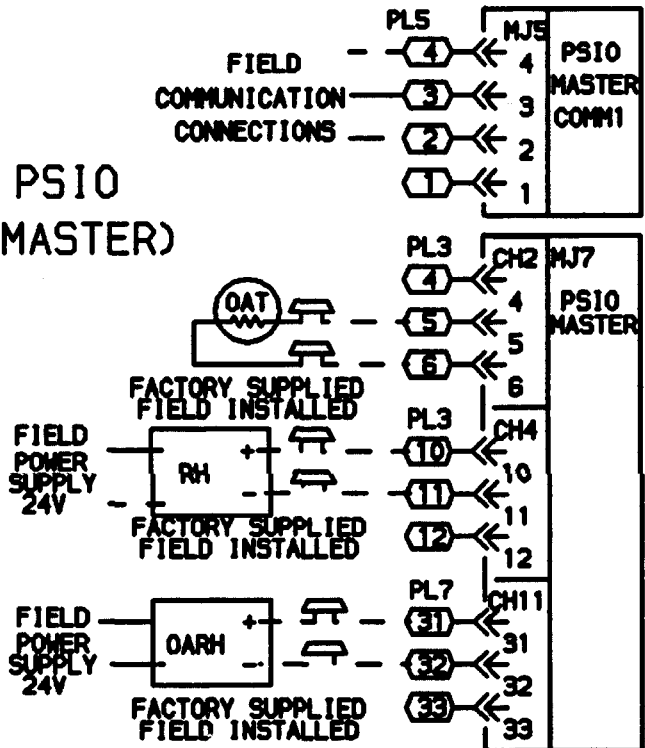 PL5
MJ5
FIELD
COMMUNICATION
CONNECTIONS
4
3
2
1
4
3
2
1
PSIO
MASTER
COMM1
PSIO
MASTER)
PL3
4
5
6
CH2
4
5
6
MJ7
PSIO
MASTER
OAT
FACTORY SUPPLIED
FIELD INSTALLED
FIELD
POWER
SUPPLY
24V
RH
+
-
-
+
PL3
10
11
12
CH4
10
11
12
FACTORY SUPPLIED
FIELD INSTALLED
FIELD
POWER
SUPPLY
24V
OARH
+
-
PL7
31
32
33
CH11
31
32
33
FACTORY SUPPLIED
FIELD INSTALLED